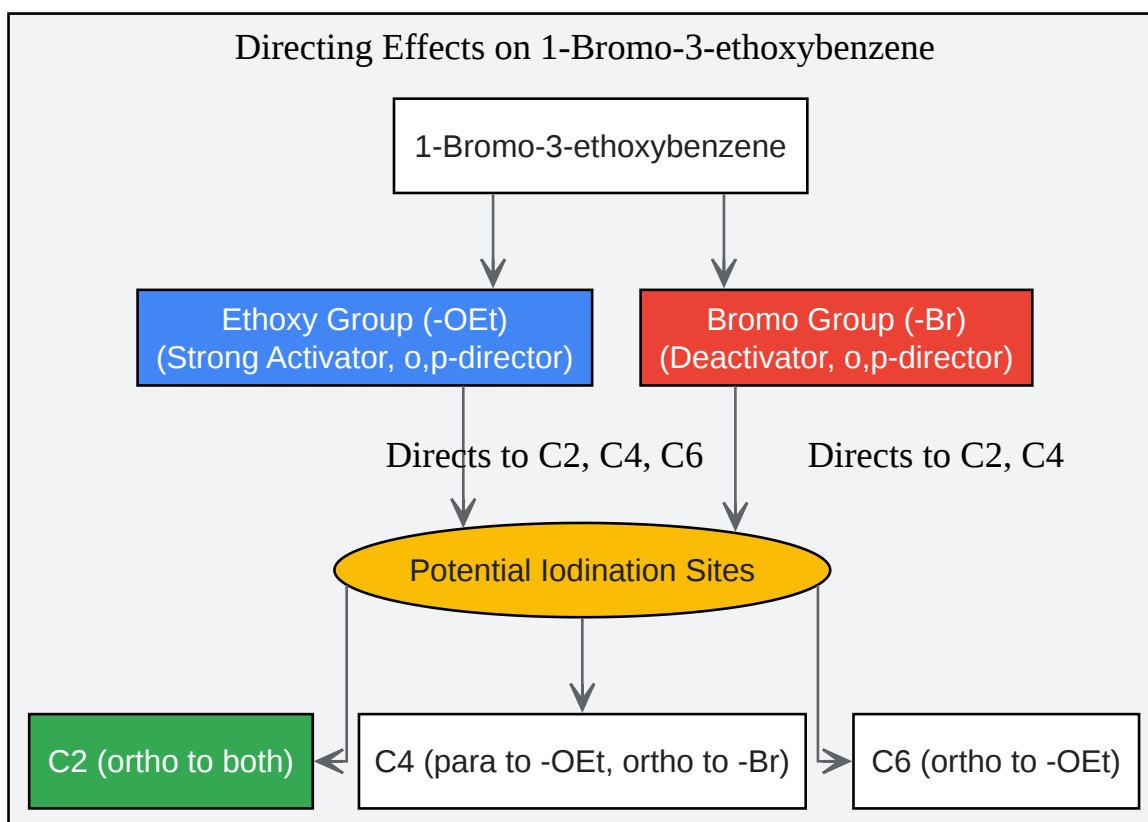 Directing Effects on 1-Bromo-3-ethoxybenzene
1-Bromo-3-ethoxybenzene
Ethoxy Group (-OEt)
(Strong Activator, o,p-director)
Bromo Group (-Br)
(Deactivator, o,p-director)
Directs to C2, C4, C6
Directs to C2, C4
Potential Iodination Sites
C2 (ortho to both)
C4 (para to -OEt, ortho to -Br)
C6 (ortho to -OEt)